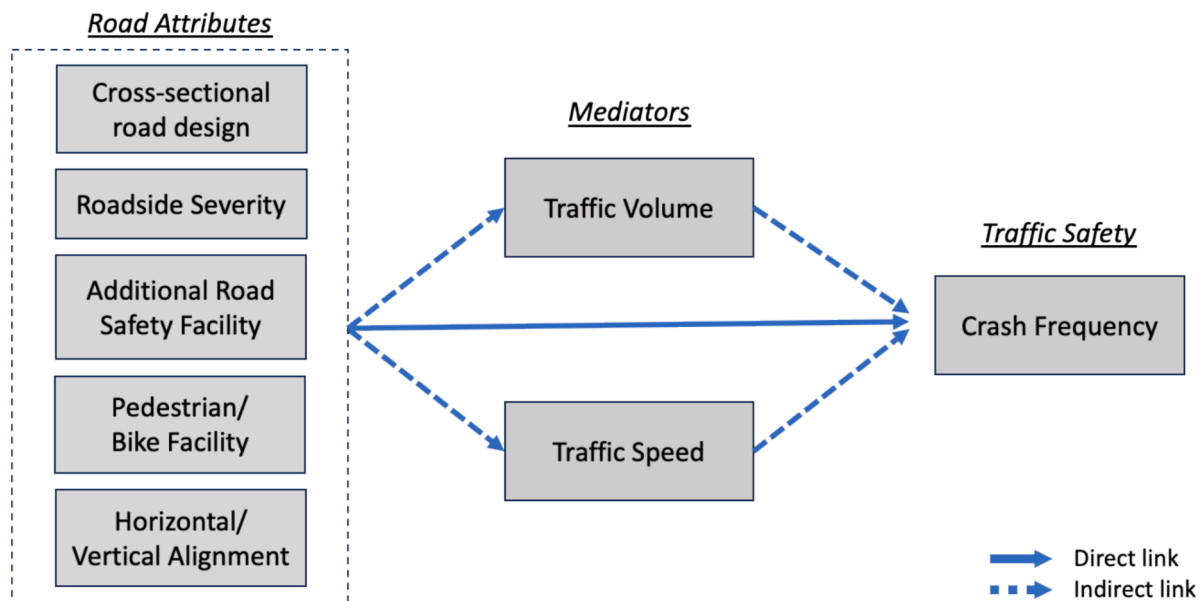 Road Attributes
Cross-sectional
road design
Roadside Severity
Additional Road
Safety Facility
Pedestrian/
Bike Facility
Horizontal/
Vertical Alignment
Mediators
Traffic Volume
Traffic Speed
Traffic Safety
Crash Frequency
Direct link
Indirect link